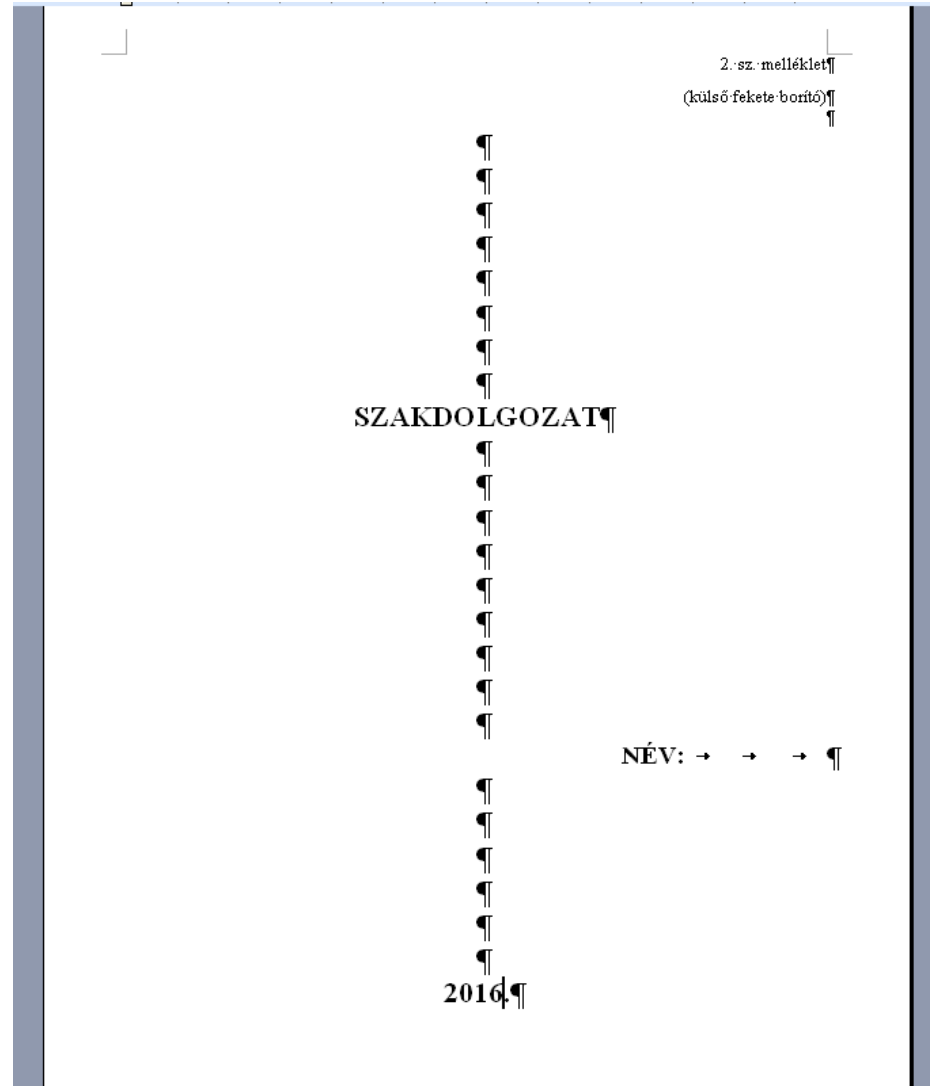 2. sz. melléklet
(külső fekete borító)
SZAKDOLGOZAT
NÉV:
2016.